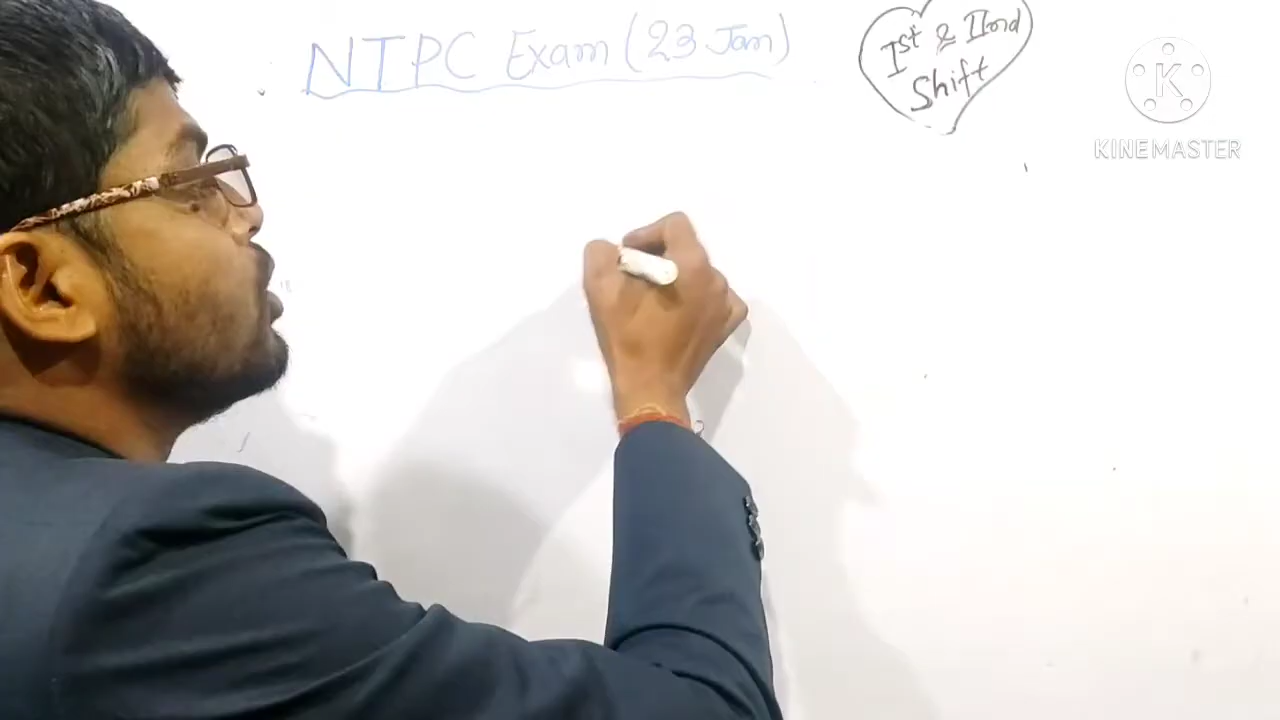 NTPC Exam (23 Jan)
Ist & IInd
Shift
K
KINEMASTER